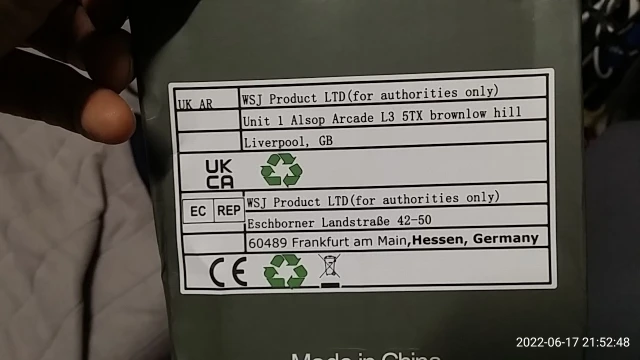 UK AR WSJ Product LTD(for authorities only)
Unit 1 Alsop Arcade L3 5TX brownlow hill
Liverpool, GB
UK
CA
EC REP WSJ Product LTD(for authorities only)
Eschborner Landstraße 42-50
60489 Frankfurt am Main,Hessen, Germany
CE
Made in China
2022-06-17 21:52:48